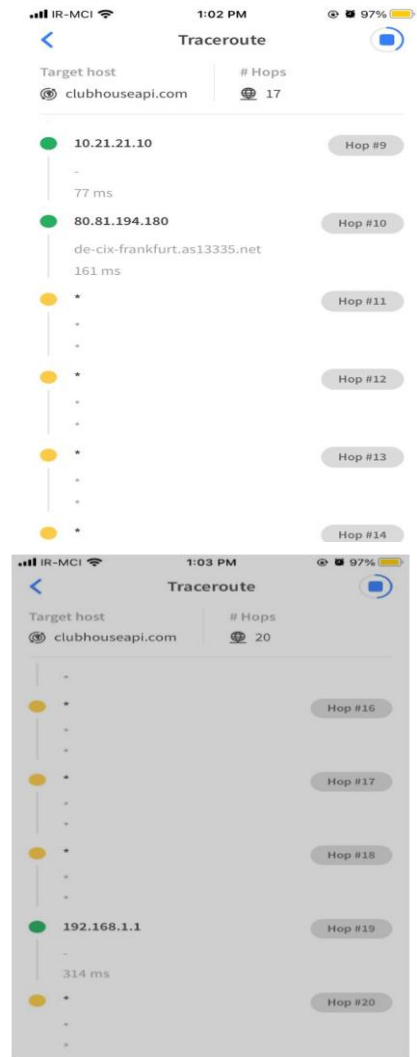 IR-MCI 1:02 PM 97%
Traceroute
Target host # Hops
clubhouseapi.com 17
10.21.21.10 Hop #9
-
77 ms
80.81.194.180 Hop #10
de-cix-frankfurt.as13335.net
161 ms
* Hop #11
*
*
* Hop #12
*
*
* Hop #13
*
*
* Hop #14
IR-MCI 1:03 PM 97%
Traceroute
Target host # Hops
clubhouseapi.com 20
*
* Hop #16
*
*
* Hop #17
*
*
* Hop #18
*
*
192.168.1.1 Hop #19
-
314 ms
* Hop #20
*
*